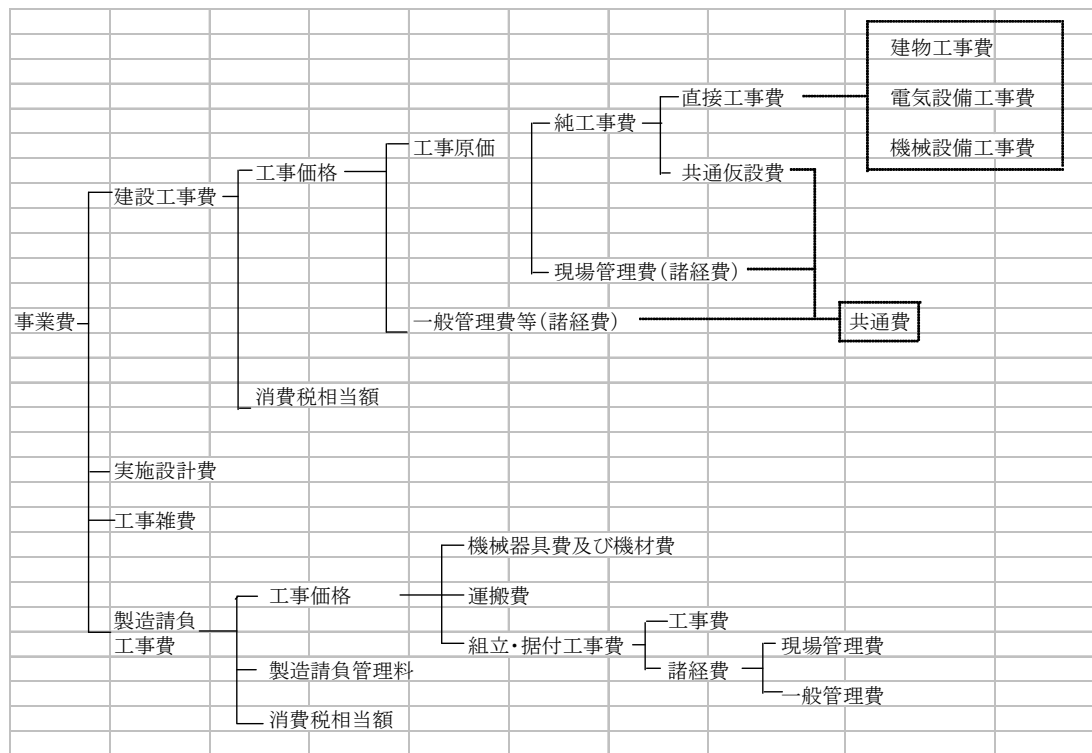 建物工事費
直接工事費
電気設備工事費
純工事費
工事原価
機械設備工事費
工事価格
共通仮設費
建設工事費
現場管理費(諸経費)
事業費
一般管理費等(諸経費)
共通費
消費税相当額
実施設計費
工事雑費
機械器具費及び機材費
工事価格
運搬費
製造請負
工事費
工事費
組立・据付工事費
現場管理費
製造請負管理料
諸経費
一般管理費
消費税相当額